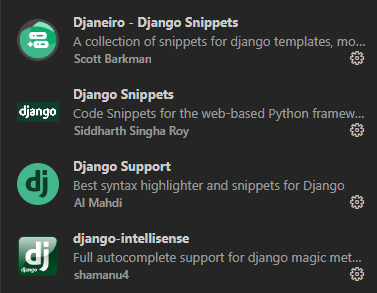 Djaneiro - Django Snippets
A collection of snippets for django templates, mo...
Scott Barkman
django
Django Snippets
Code Snippets for the web-based Python framew...
Siddharth Singha Roy
dj
Django Support
Best syntax highlighter and snippets for Django
Al Mahdi
dj
django
django-intellisense
Full autocomplete support for django magic met...
shamanu4